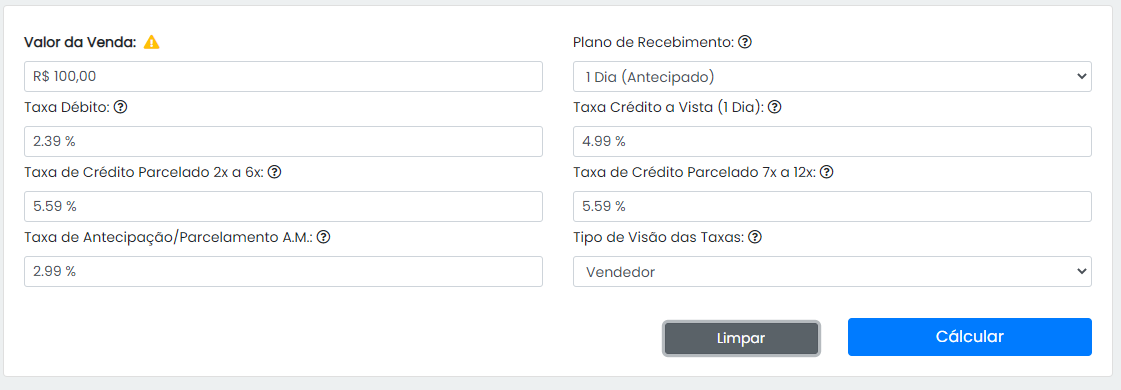 Valor da Venda:
Plano de Recebimento:
R$ 100,00
1 Dia (Antecipado)
Taxa Débito:
Taxa Crédito a Vista (1 Dia):
2.39 %
4.99 %
Taxa de Crédito Parcelado 2x a 6x:
Taxa de Crédito Parcelado 7x a 12x:
5.59 %
5.59 %
Taxa de Antecipação/Parcelamento A.M.:
Tipo de Visão das Taxas:
2.99 %
Vendedor
Limpar
Cálcular